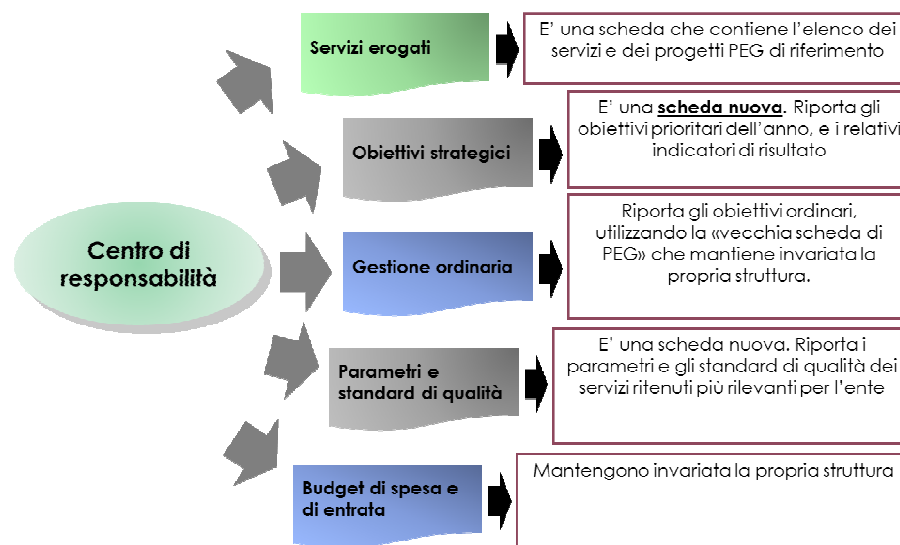 Servizi erogati
E' una scheda che contiene l'elenco dei
servizi e dei progetti PEG di riferimento
Obiettivi strategici
E' una scheda nuova. Riporta gli
obiettivi prioritari dell'anno, e i relativi
indicatori di risultato
Centro di
responsabilità
Gestione ordinaria
Riporta gli obiettivi ordinari,
utilizzando la «vecchia scheda di
PEG» che mantiene invariata la
propria struttura.
Parametri e
standard di qualità
E' una scheda nuova. Riporta i
parametri e gli standard di qualità dei
servizi ritenuti più rilevanti per l'ente
Budget di spesa e
di entrata
Mantengono invariata la propria struttura